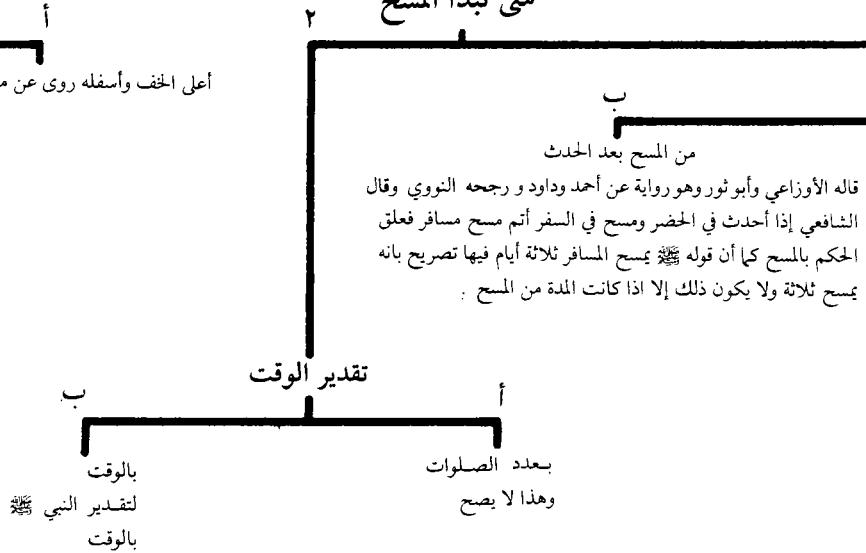 متى نبدأ المسح
٢
أ
أعلى الخف وأسفله روى عن
ب
من المسح بعد الحدث
قاله الأوزاعي وأبو ثور وهو رواية عن أحمد وداود و رجحه النووي وقال
الشافعي إذا أحدث في الحضر ومسح في السفر أتم مسح مسافر فعلق
الحكم بالمسح كما أن قوله ﷺ يمسح المسافر ثلاثة أيام فيها تصريح بانه
يمسح ثلاثة ولا يكون ذلك إلا اذا كانت المدة من المسح .
تقدير الوقت
أ
بعدد الصلوات
وهذا لا يصح
ب
بالوقت
لتقدير النبي ﷺ
بالوقت